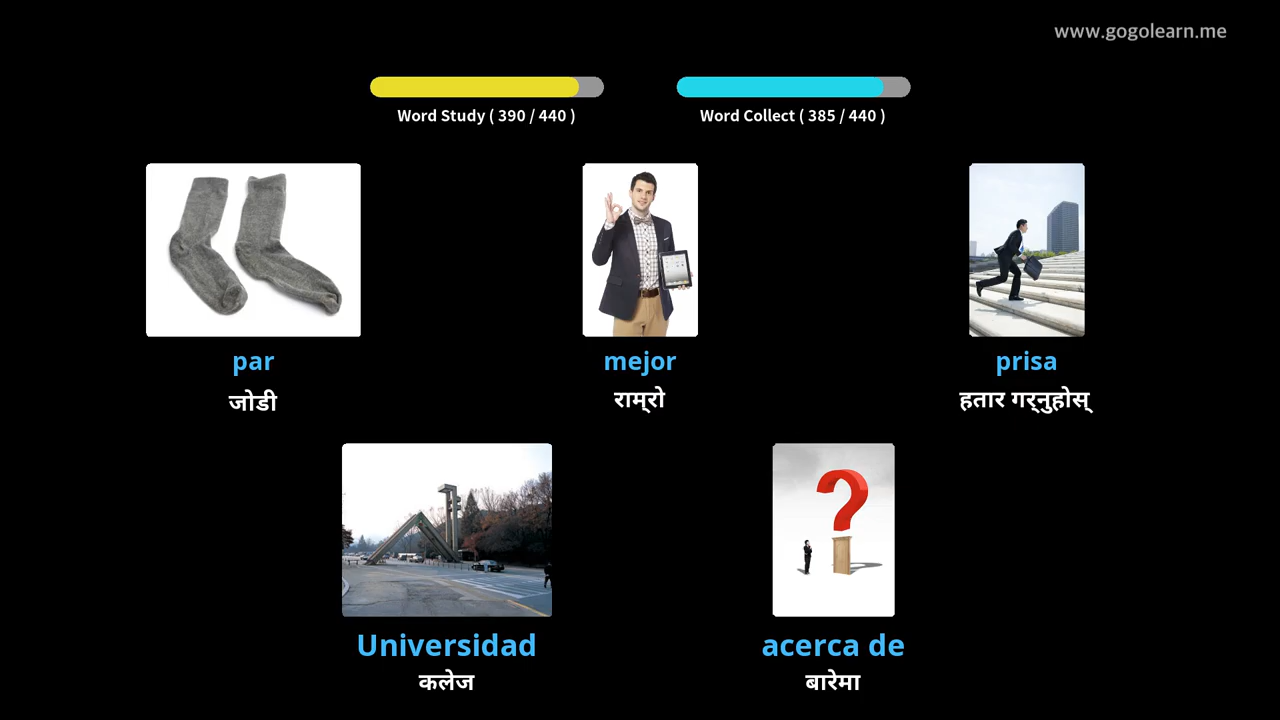 www.gogolearn.me
Word Study ( 390 / 440 )
Word Collect ( 385 / 440 )
par
mejor
prisa
जोडी
राम्रो
हतार गर्नुहोस्
Universidad
acerca de
कलेज
बारेमा